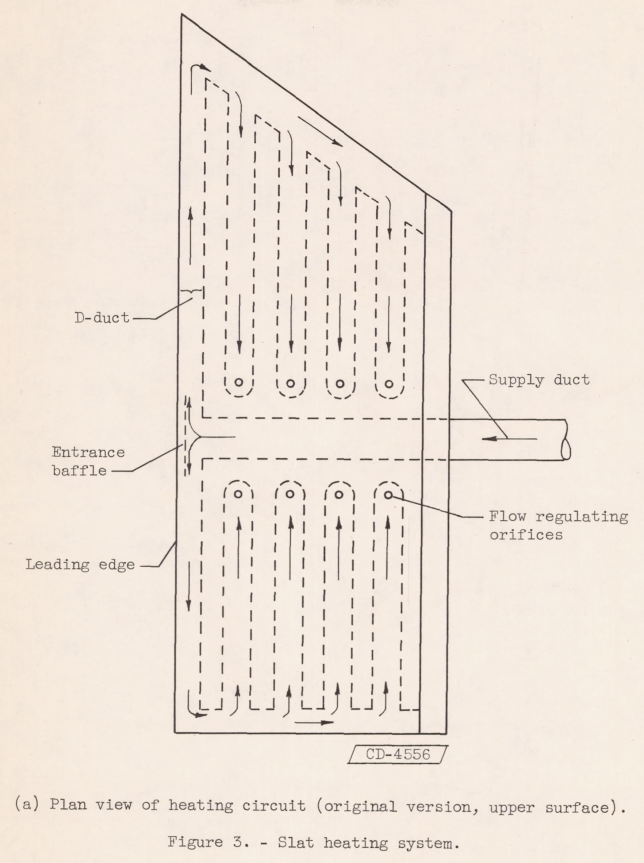 D-duct
Supply duct
Entrance
baffle
Flow regulating
orifices
Leading edge
CD-4556
(a) Plan view of heating circuit (original version, upper surface).
Figure 3. - Slat heating system.